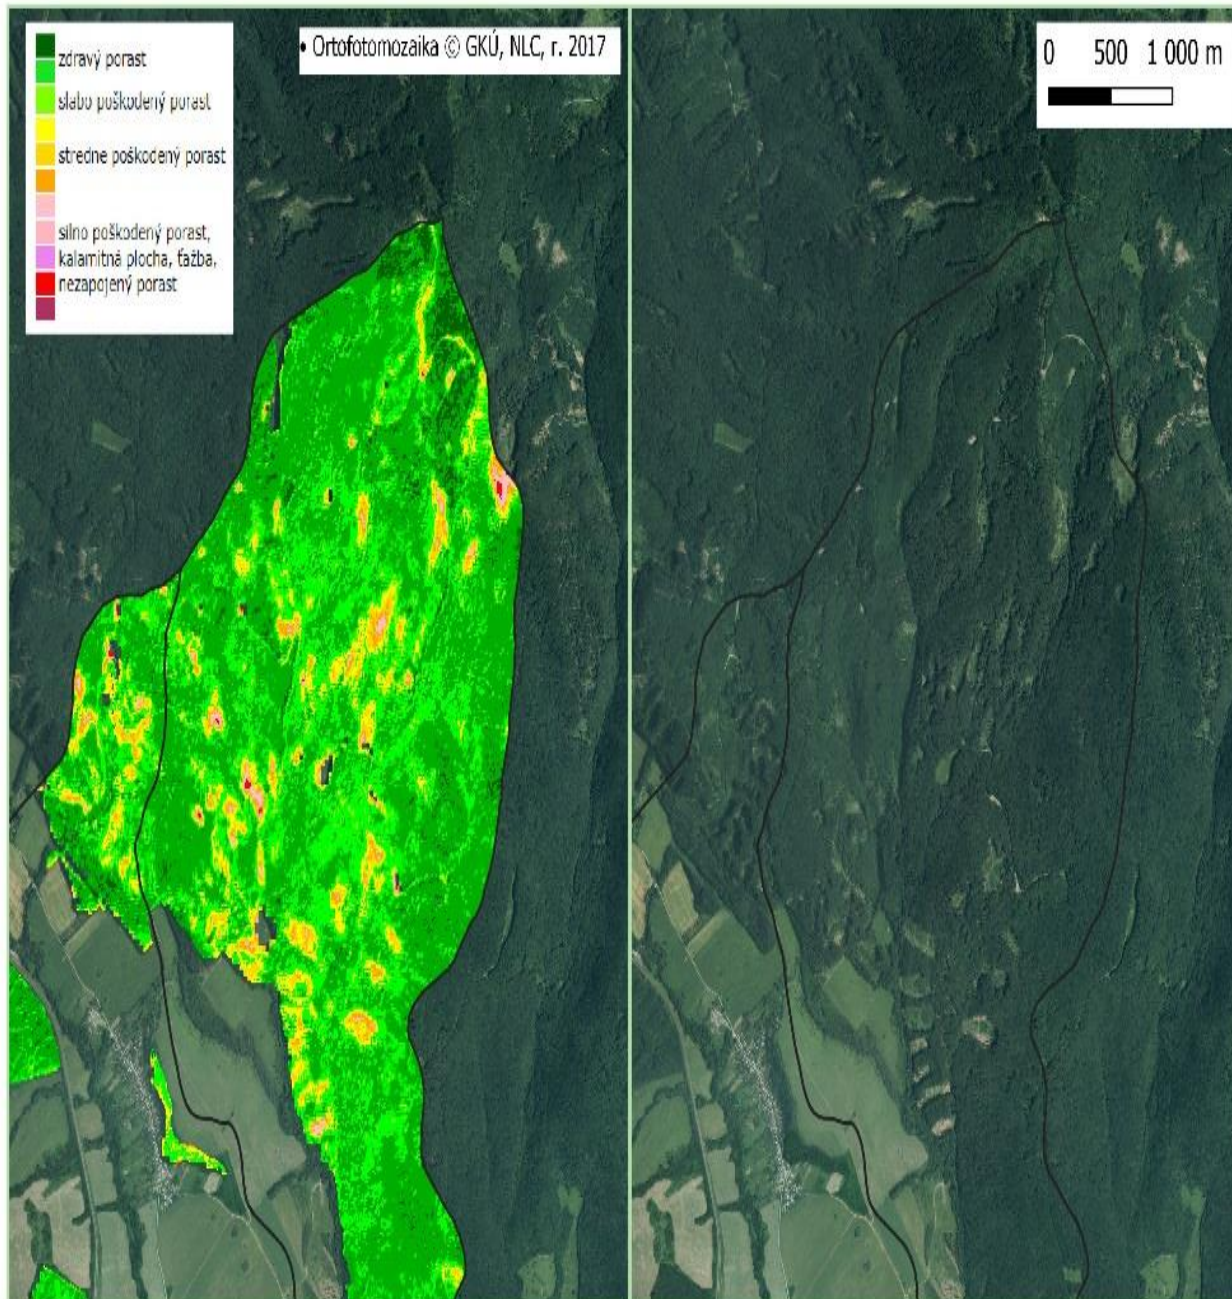 zdravý porast
slabo poškodený porast
stredne poškodený porast
silno poškodený porast,
kalamitná plocha, ťažba,
nezapojený porast
• Ortofotomozaika © GKÚ, NLC, r. 2017
0 500 1 000 m